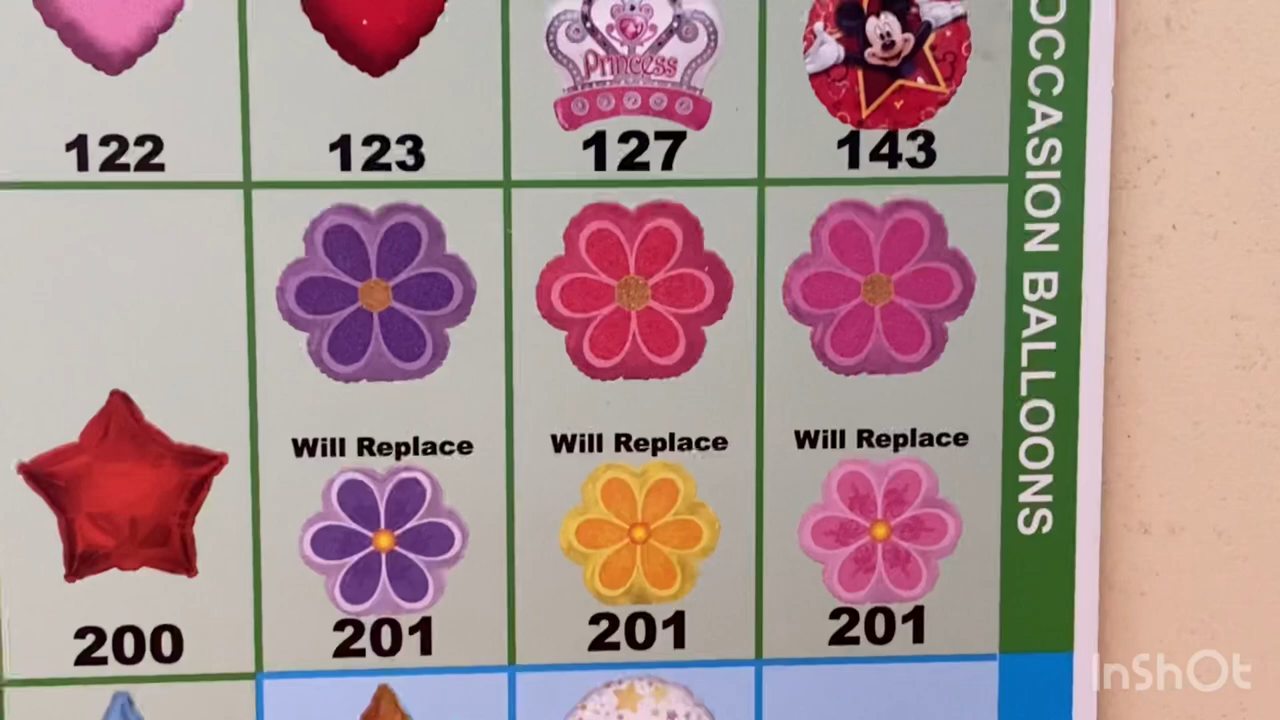 Princess
122
123
127
143
OCCASION BALLOONS
Will Replace
Will Replace
Will Replace
200
201
201
201
InShOt